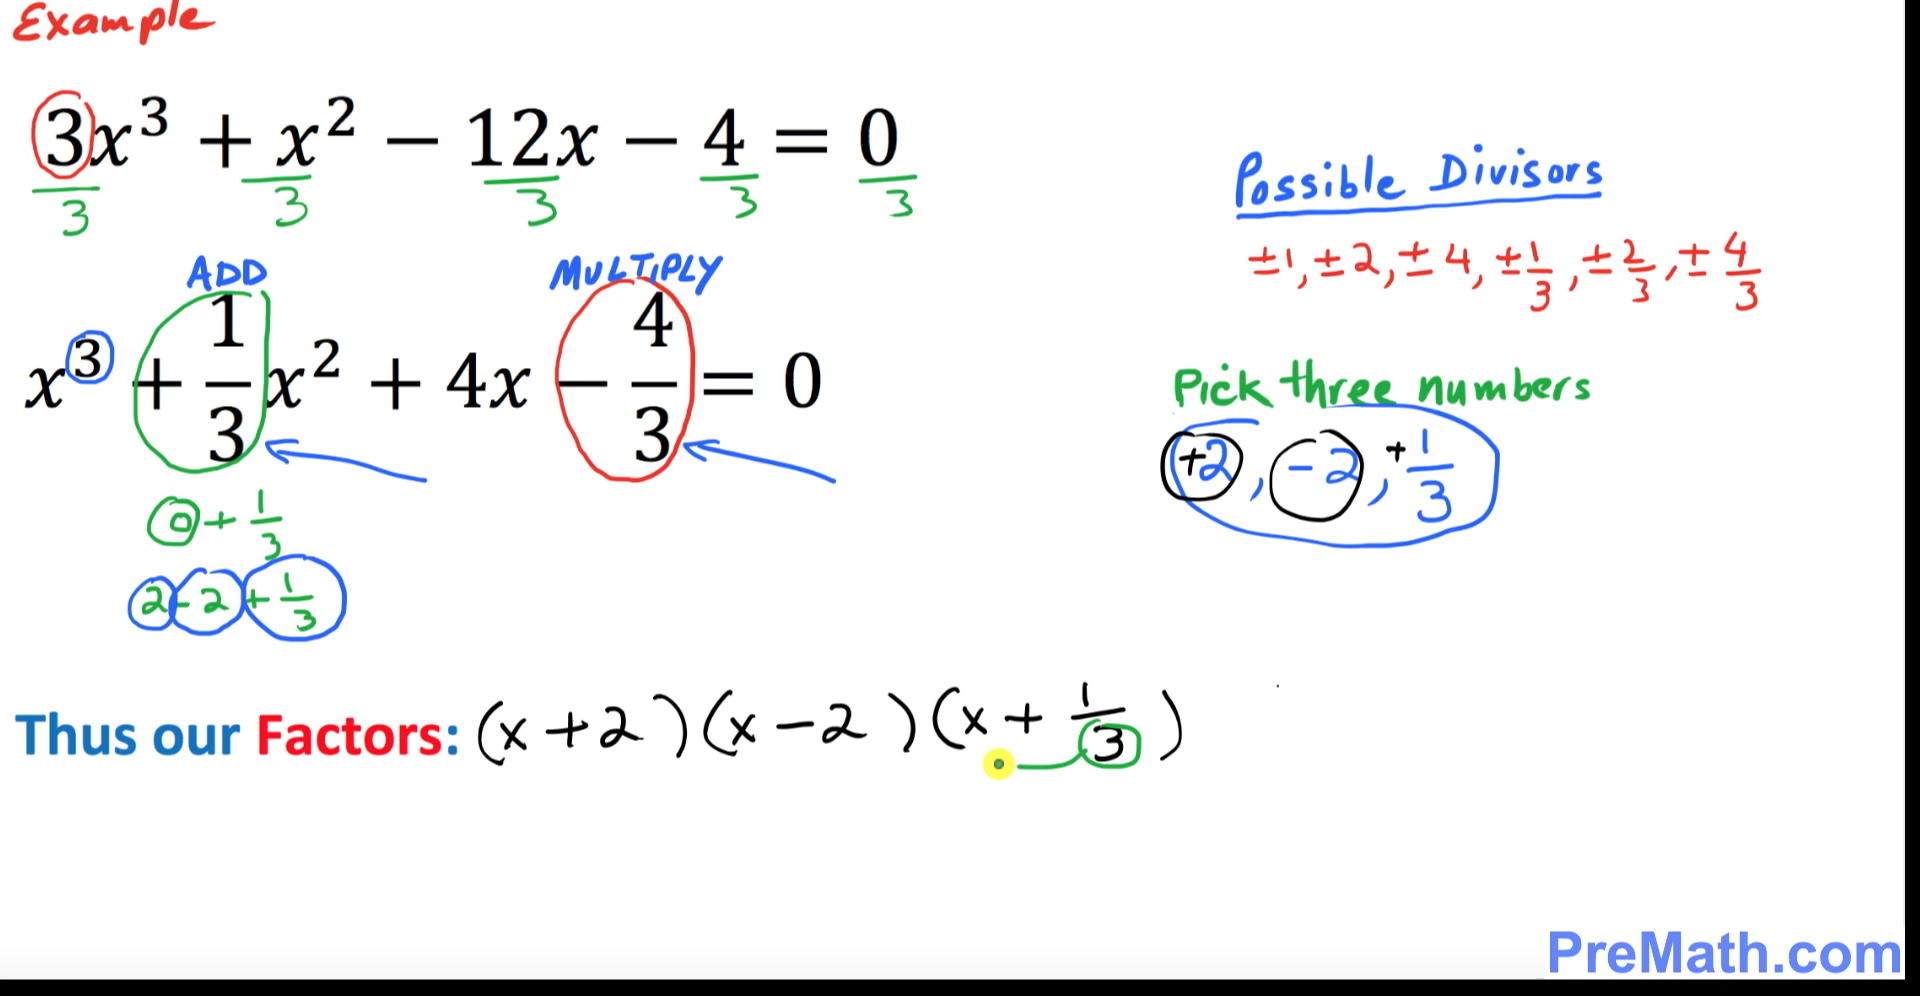 Example
3x³ + x² − 12x − 4 = 0
3 3 3 3 3
ADD MULTIPLY
x³ + 1/3 x² + 4x − 4/3 = 0
0 + 1/3
2 - 2 + 1/3
Possible Divisors
±1, ±2, ±4, ±1/3, ±2/3, ±4/3
Pick three numbers
+2, -2, +1/3
Thus our Factors: (x+2)(x-2)(x+1/3)
PreMath.com